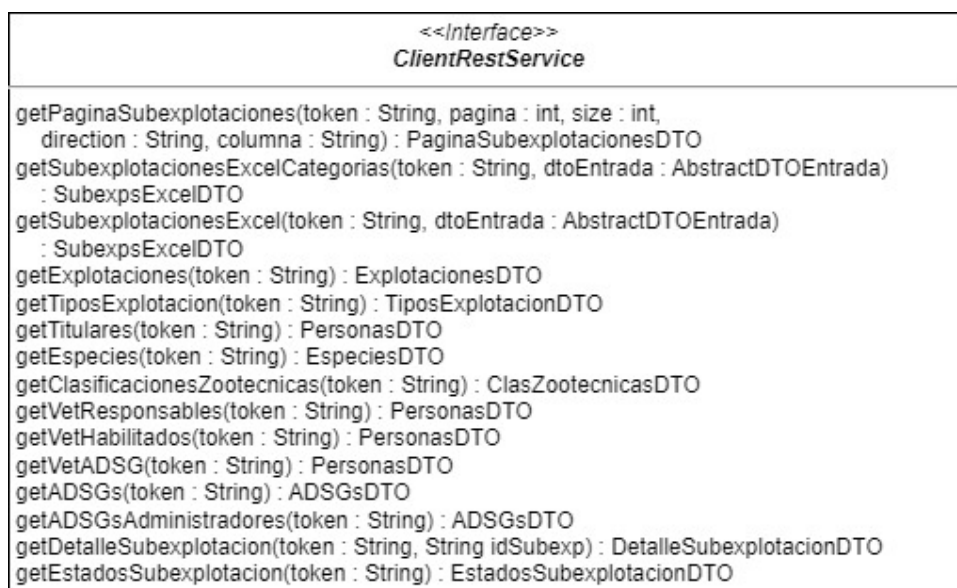 <<Interface>>
ClientRestService
getPaginaSubexplotaciones(token : String, pagina : int, size : int,
direction : String, columna : String) : PaginaSubexplotacionesDTO
getSubexplotacionesExcelCategorias(token : String, dtoEntrada : AbstractDTOEntrada)
: SubexpsExcelDTO
getSubexplotacionesExcel(token : String, dtoEntrada : AbstractDTOEntrada)
: SubexpsExcelDTO
getExplotaciones(token : String) : ExplotacionesDTO
getTiposExplotacion(token : String) : TiposExplotacionDTO
getTitulares(token : String) : PersonasDTO
getEspecies(token : String) : EspeciesDTO
getClasificacionesZootecnicas(token : String) : ClasZootecnicasDTO
getVetResponsables(token : String) : PersonasDTO
getVetHabilitados(token : String) : PersonasDTO
getVetADSG(token : String) : PersonasDTO
getADSGs(token : String) : ADSGsDTO
getADSGsAdministradores(token : String) : ADSGsDTO
getDetalleSubexplotacion(token : String, String idSubexp) : DetalleSubexplotacionDTO
getEstadosSubexplotacion(token : String) : EstadosSubexplotacionDTO